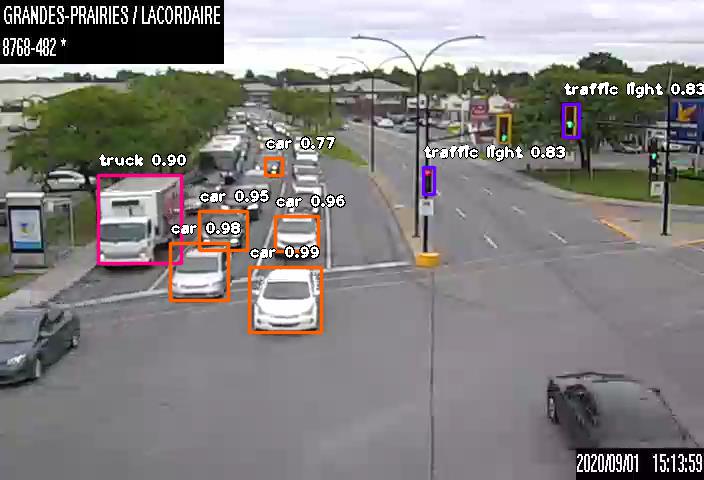 GRANDES-PRAIRIES / LACORDAIRE
8768-482 *
traffic light 0.83
car 0.77
traffic light 0.83
truck 0.90
car 0.95
car 0.96
car 0.98
car 0.99
2020/09/01 15:13:59